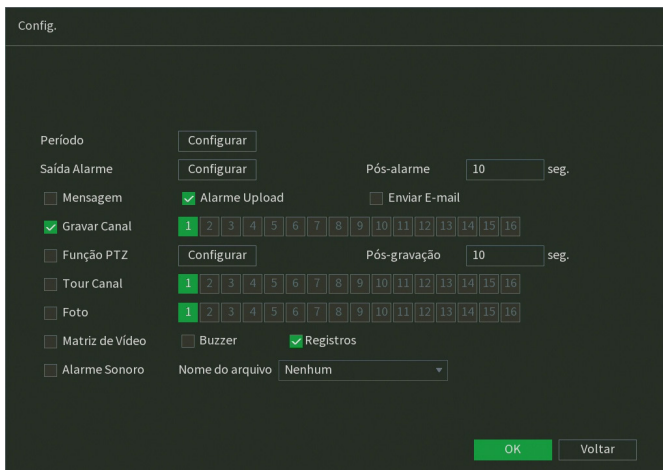 Config.
Período Configurar
Saída Alarme Configurar Pós-alarme 10 seg.
Mensagem Alarme Upload Enviar E-mail
Gravar Canal 1 2 3 4 5 6 7 8 9 10 11 12 13 14 15 16
Função PTZ Configurar Pós-gravação 10 seg.
Tour Canal 1 2 3 4 5 6 7 8 9 10 11 12 13 14 15 16
Foto 1 2 3 4 5 6 7 8 9 10 11 12 13 14 15 16
Matriz de Vídeo Buzzer Registros
Alarme Sonoro Nome do arquivo Nenhum
OK Voltar